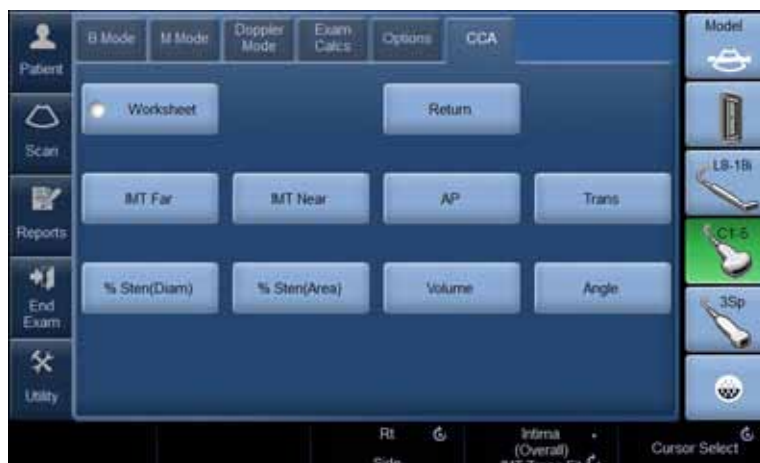 Patient
Scan
Reports
End
Exam
Utility
B Mode
M Mode
Doppler
Mode
Exam
Calcs
Options
CCA
Worksheet
Return
IMT Far
IMT Near
AP
Trans
% Sten(Diam)
% Sten(Area)
Volume
Angle
Model
L8-18i
C1-5
3Sp
Rt
Side
Intima
(Overall)
Cursor Select